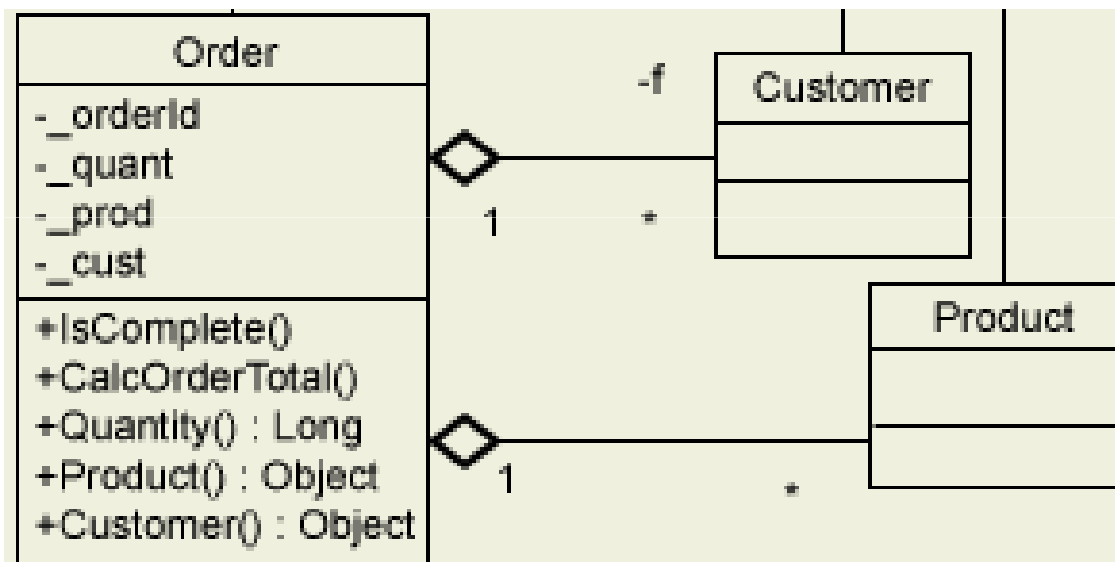 Order
-_orderId
-_quant
-_prod
-_cust
+IsComplete()
+CalcOrderTotal()
+Quantity() : Long
+Product() : Object
+Customer() : Object
-f
1
*
Customer
1
*
Product